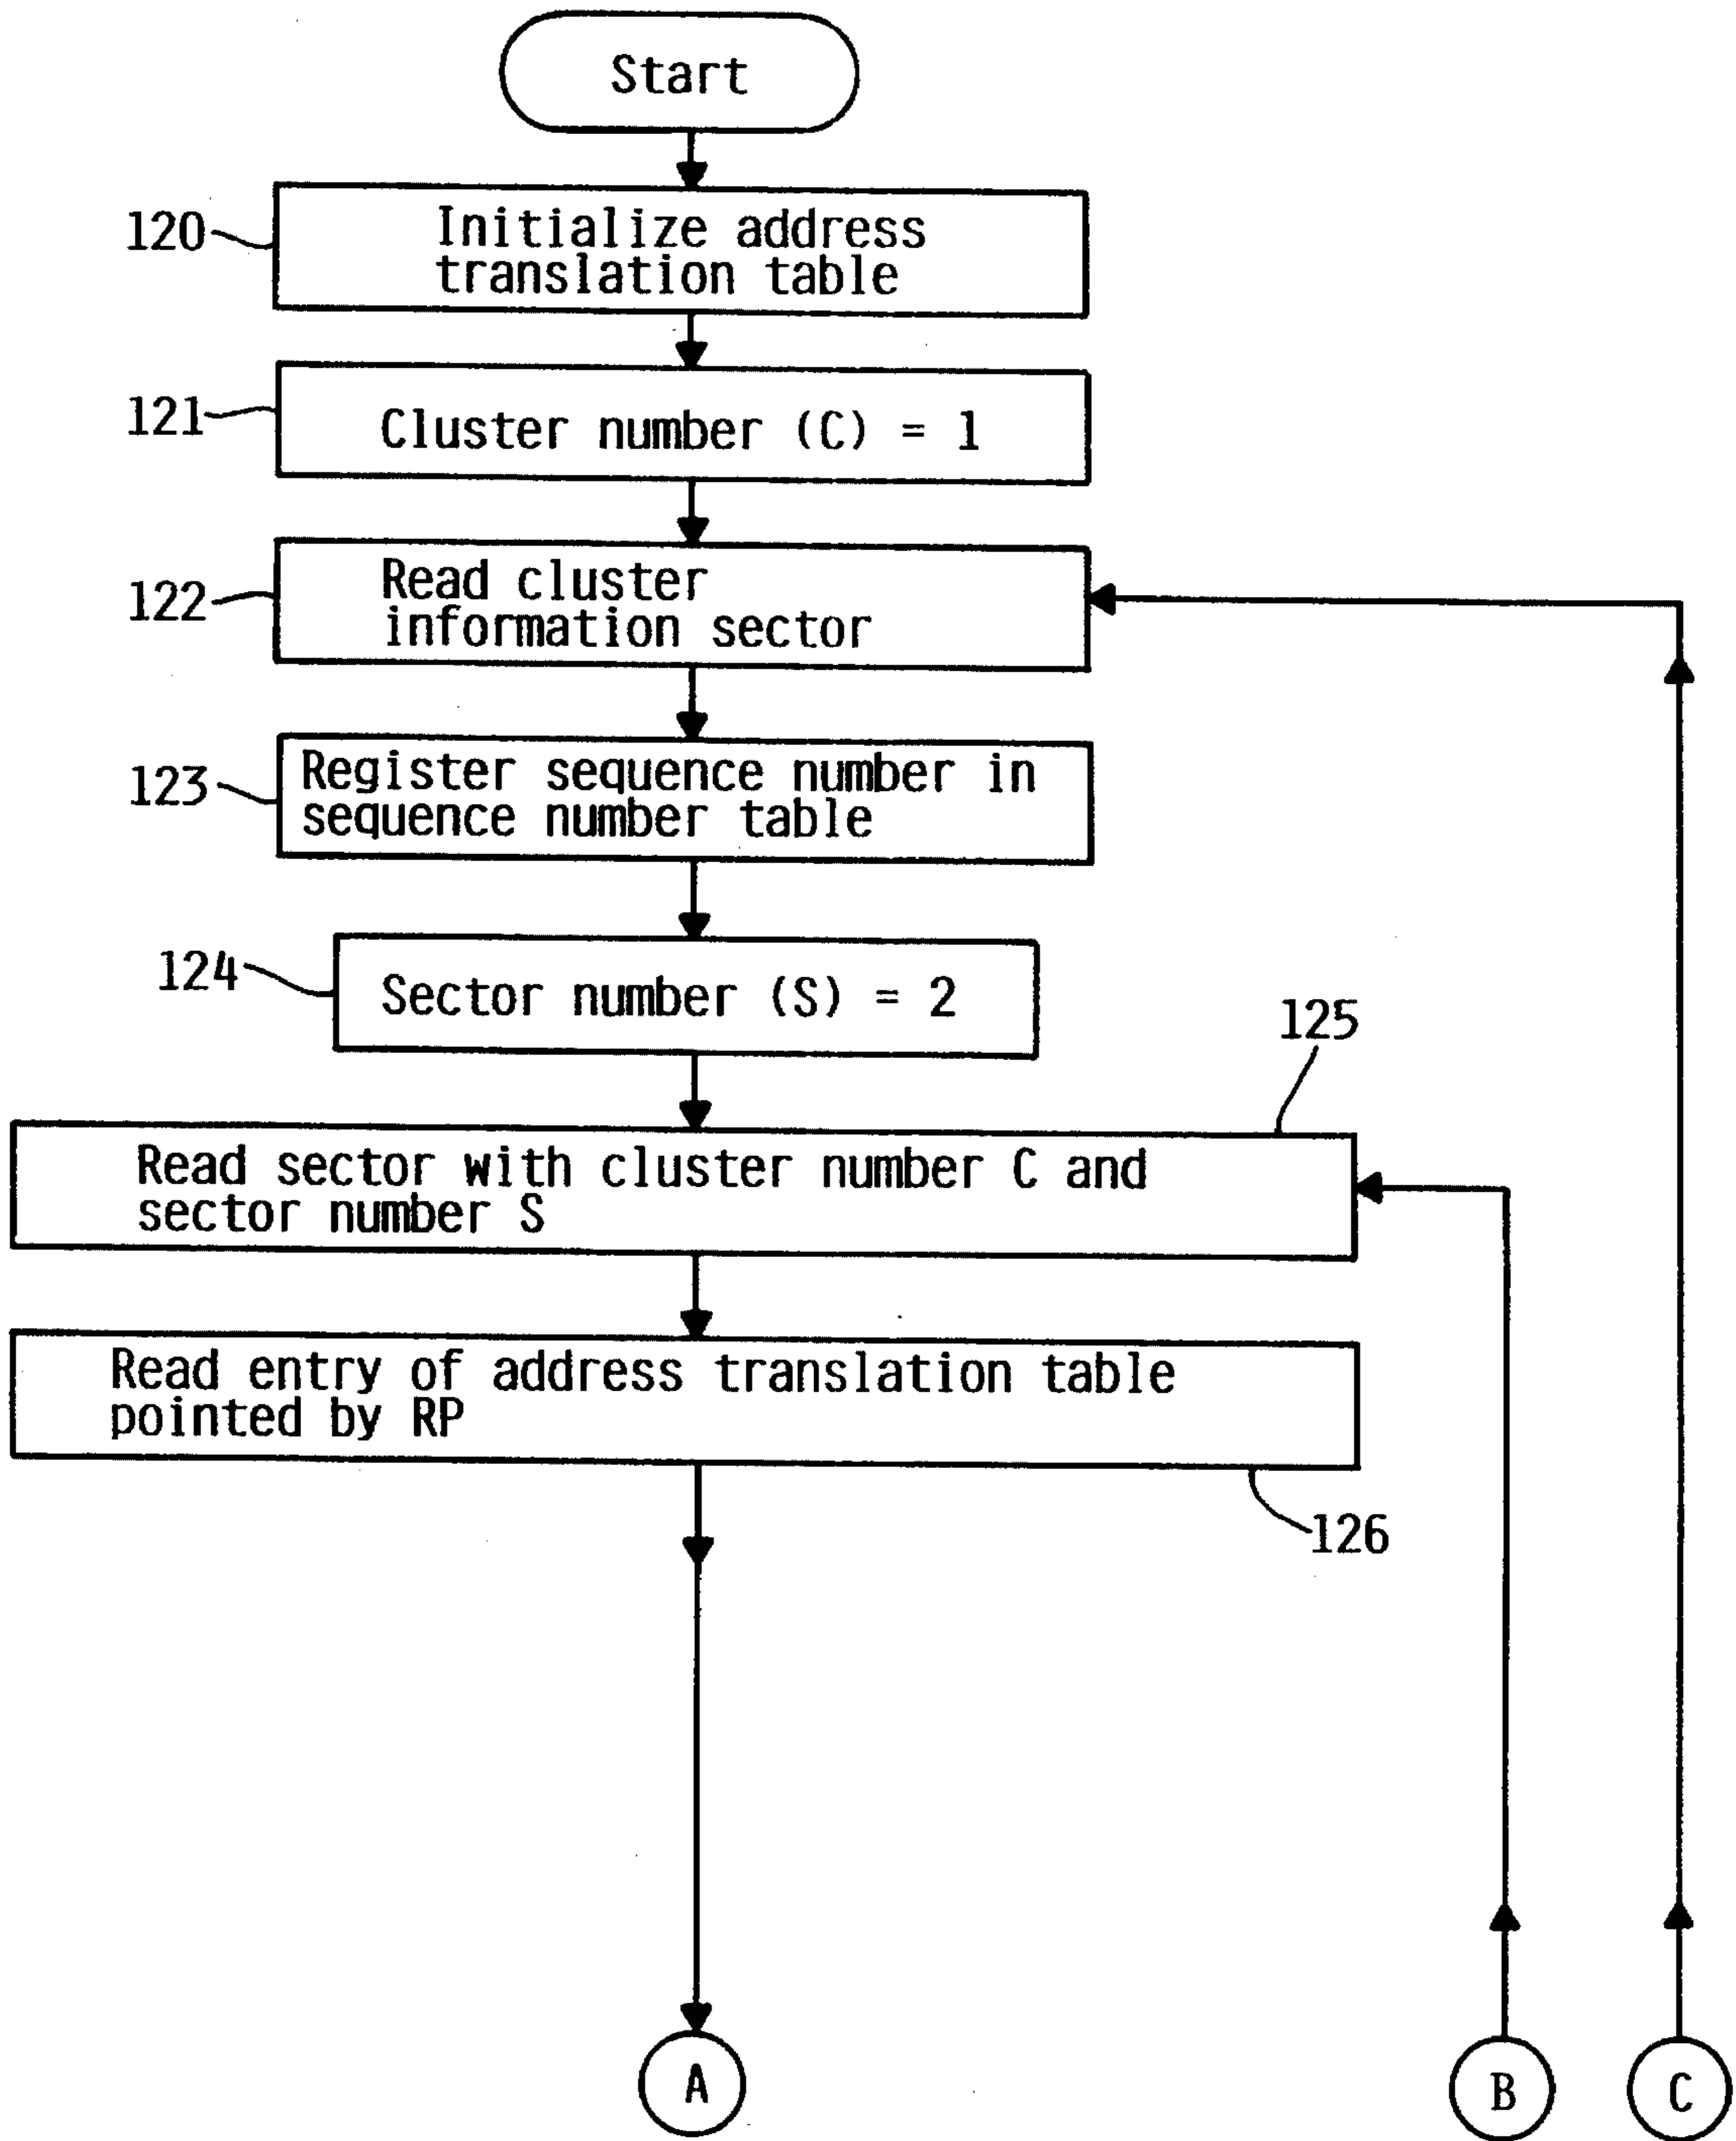 Start
120
Initialize address
translation table
121
Cluster number (C) = 1
122
Read cluster
information sector
123
Register sequence number in
sequence number table
124
Sector number (S) = 2
125
Read sector with cluster number C and
sector number S
Read entry of address translation table
pointed by RP
126
A
B
C